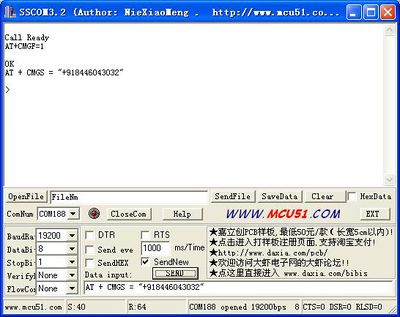 SSCOM3.2 (Author: NieXiaoMeng . http://www.mcu51.co...
Call Ready
AT+CMGF=1
OK
AT + CMGS = "+918446043032"
>
OpenFile FileNm SendFile SaveData Clear HexData
ComNum COM188 CloseCom Help WWW.MCU51.COM EXT
BaudRa 19200 DTR RTS
DataBi 8 Send eve 1000 ms/Time
StopBi 1 SendHEX SendNew
Verify None Data input: SEND
FlowCon None AT + CMGS = "+918446043032"
★嘉立创PCB样板,最低50元/款(长宽5cm以内)!
★点击进入打样板注册页面.支持淘宝支付!
★http://www.daxia.com/pcb/
★欢迎访问大虾电子网的大虾论坛!!
★点这里直接进入 www.daxia.com/bibis
www.mcu51.com S:40 R:64 COM188 opened 19200bps 8 CTS=0 DSR=0 RLSD=0